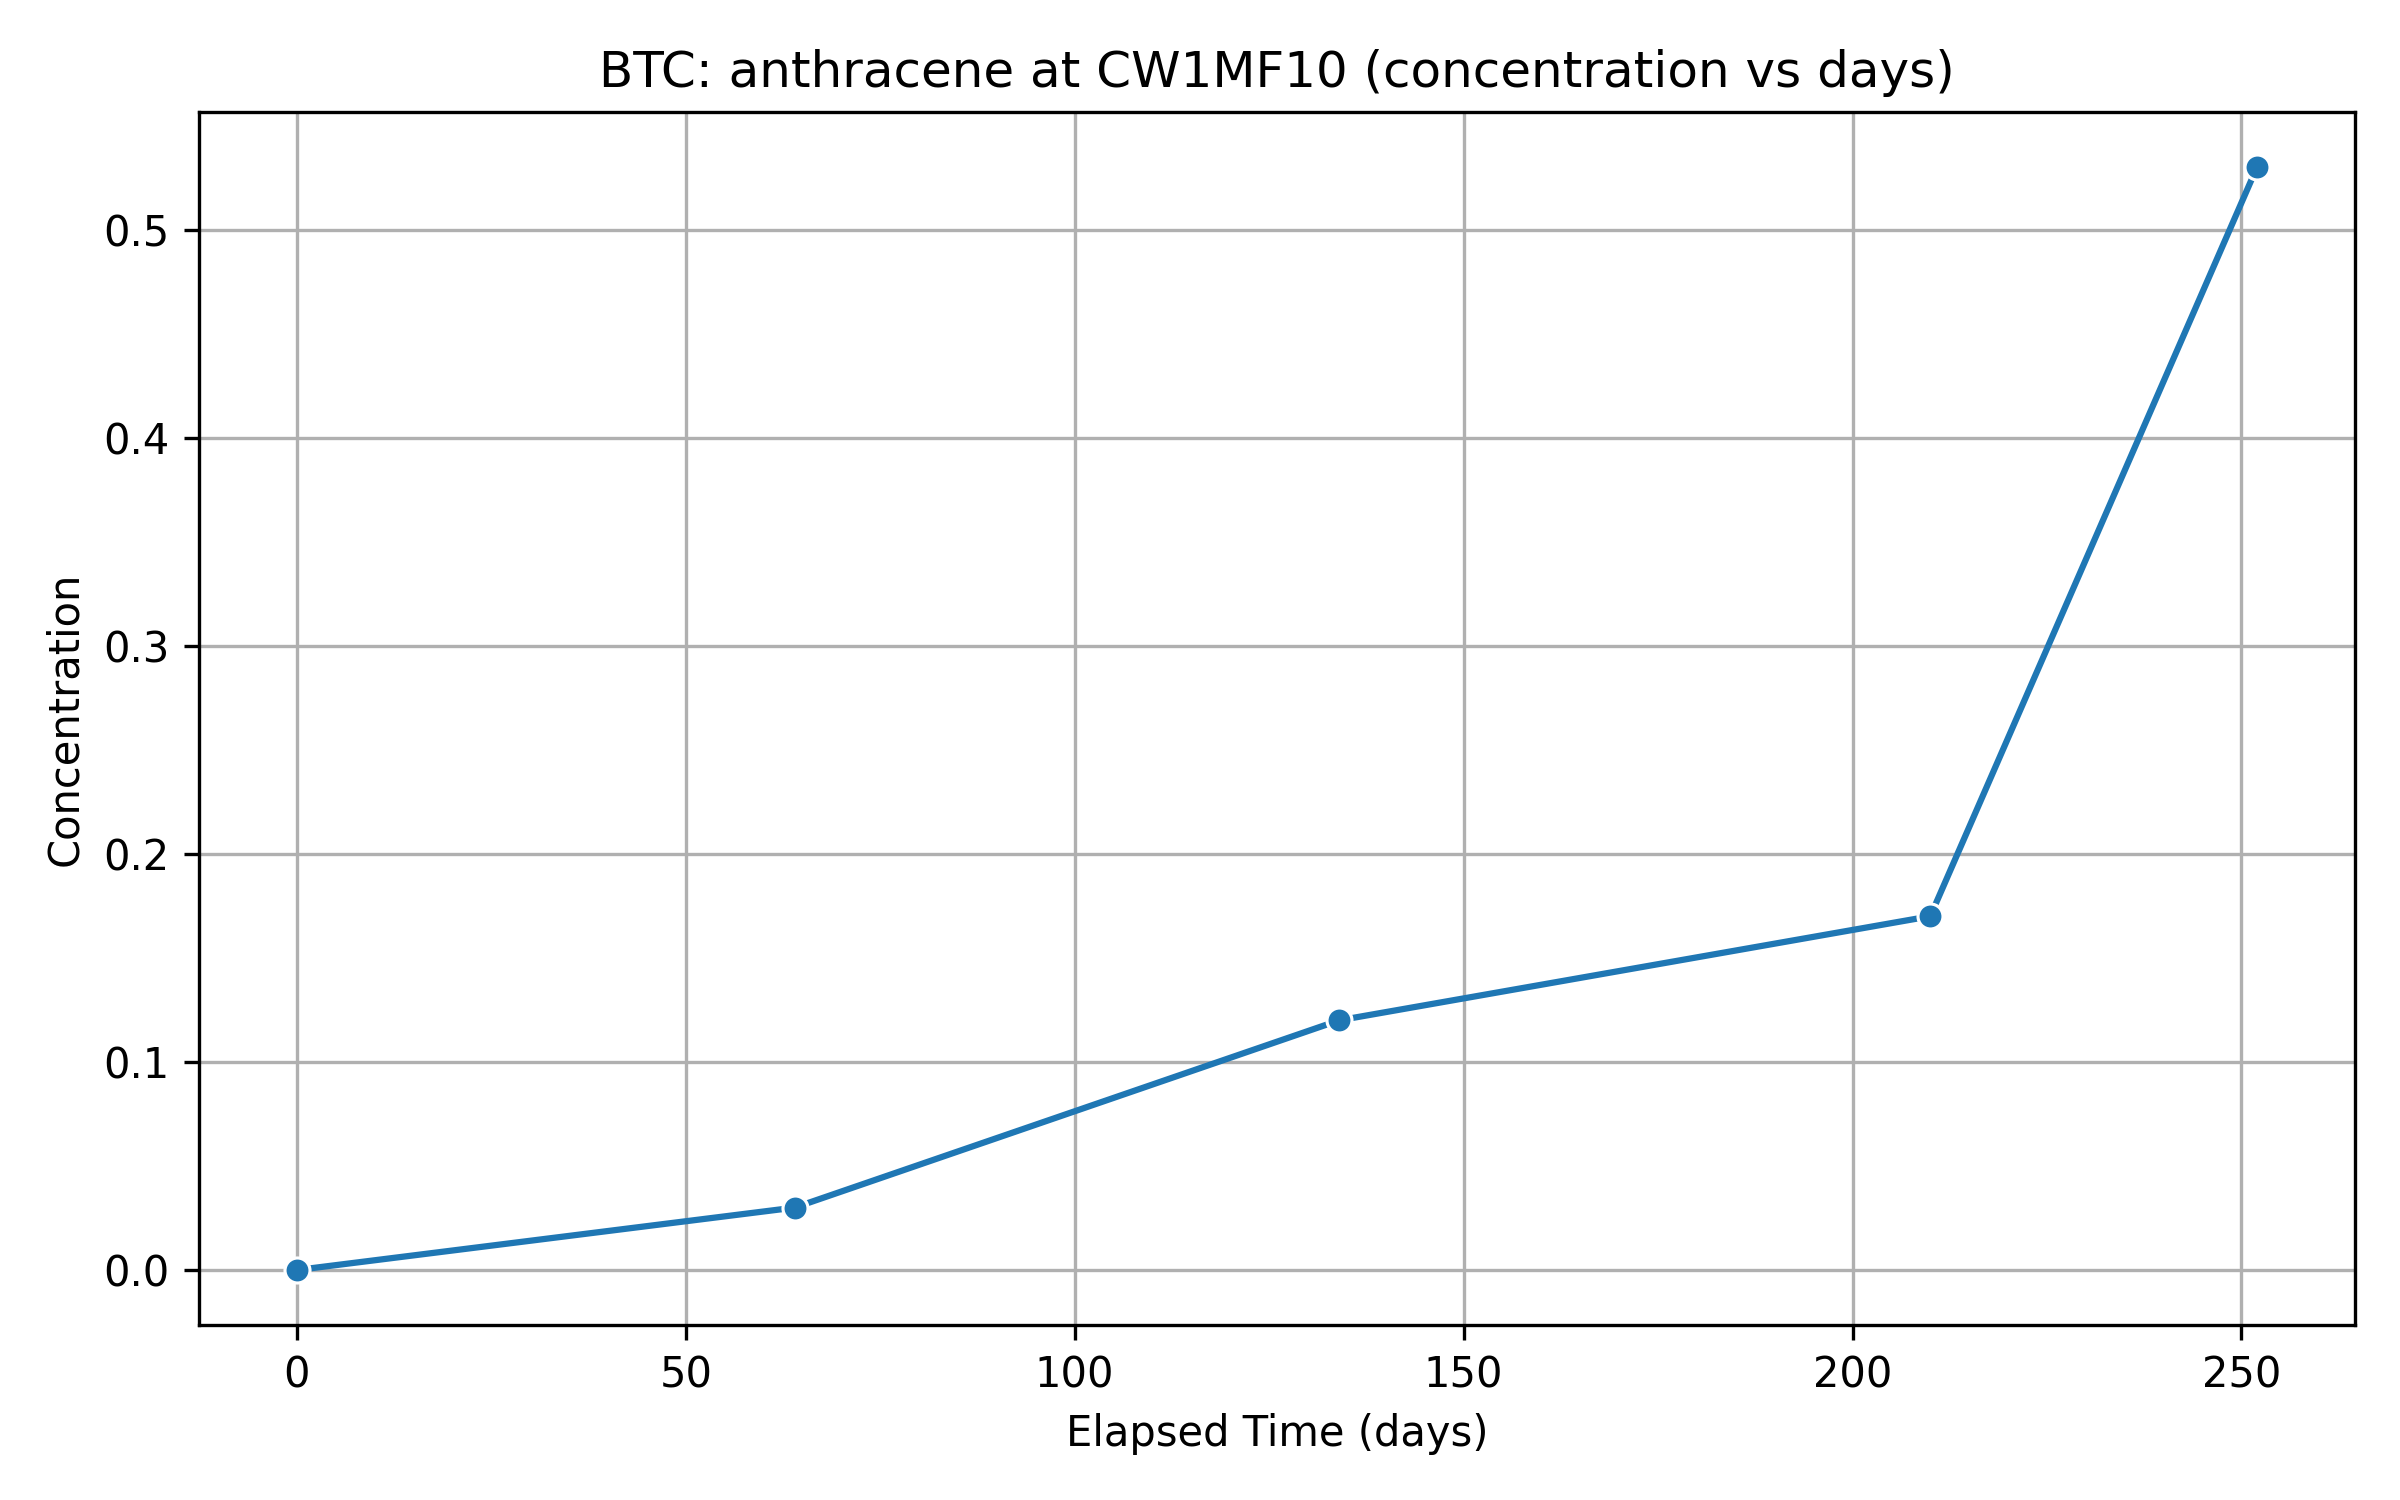 BTC: anthracene at CW1MF10 (concentration vs days)
Concentration
0.5
0.4
0.3
0.2
0.1
0.0
0 50 100 150 200 250
Elapsed Time (days)